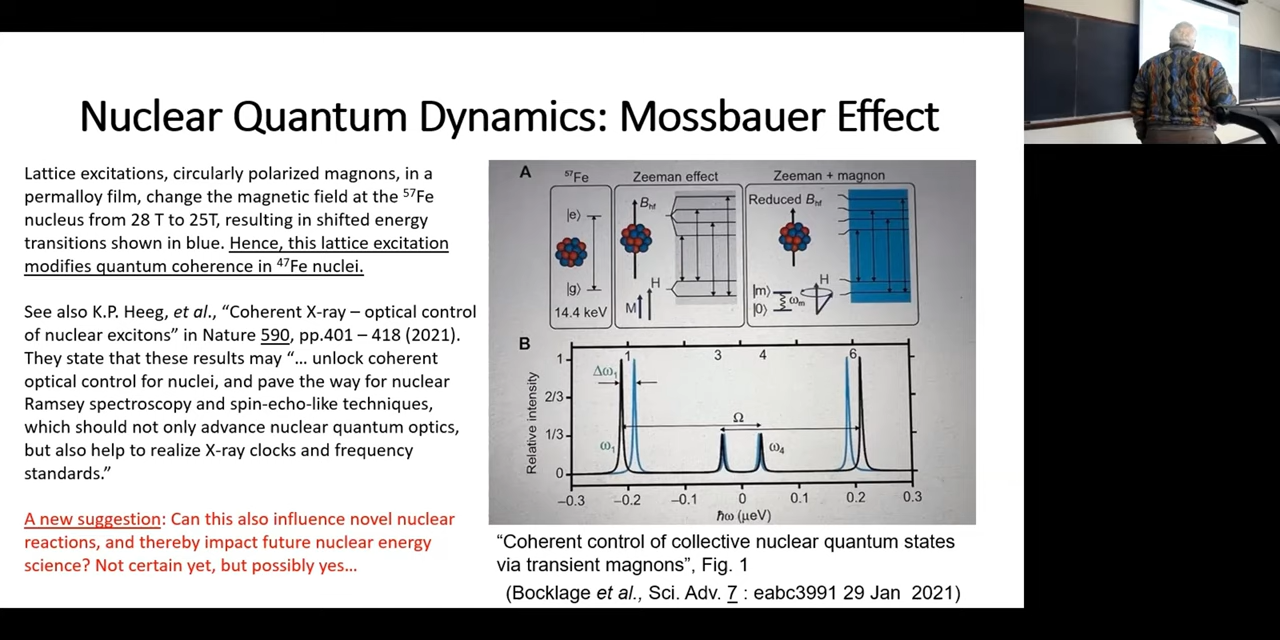 Nuclear Quantum Dynamics: Mossbauer Effect
Lattice excitations, circularly polarized magnons, in a
permalloy film, change the magnetic field at the ⁵⁷Fe
nucleus from 28 T to 25T, resulting in shifted energy
transitions shown in blue. Hence, this lattice excitation
modifies quantum coherence in ⁴⁷Fe nuclei.
See also K.P. Heeg, et al., “Coherent X-ray – optical control
of nuclear excitons” in Nature 590, pp.401 – 418 (2021).
They state that these results may “… unlock coherent
optical control for nuclei, and pave the way for nuclear
Ramsey spectroscopy and spin-echo-like techniques,
which should not only advance nuclear quantum optics,
but also help to realize X-ray clocks and frequency
standards.”
A new suggestion: Can this also influence novel nuclear
reactions, and thereby impact future nuclear energy
science? Not certain yet, but possibly yes…
A
⁵⁷Fe
Zeeman effect
Zeeman + magnon
|e⟩
|g⟩
14.4 keV
B_hf
H
M
Reduced B_hf
H
|m⟩
|0⟩
ω_m
B
1 3 4 6
Relative intensity
1
2/3
1/3
0
Δω₁
ω₁
Ω
ω₄
−0.3 −0.2 −0.1 0 0.1 0.2 0.3
ħω (μeV)
“Coherent control of collective nuclear quantum states
via transient magnons”, Fig. 1
(Bocklage et al., Sci. Adv. 7 : eabc3991 29 Jan 2021)